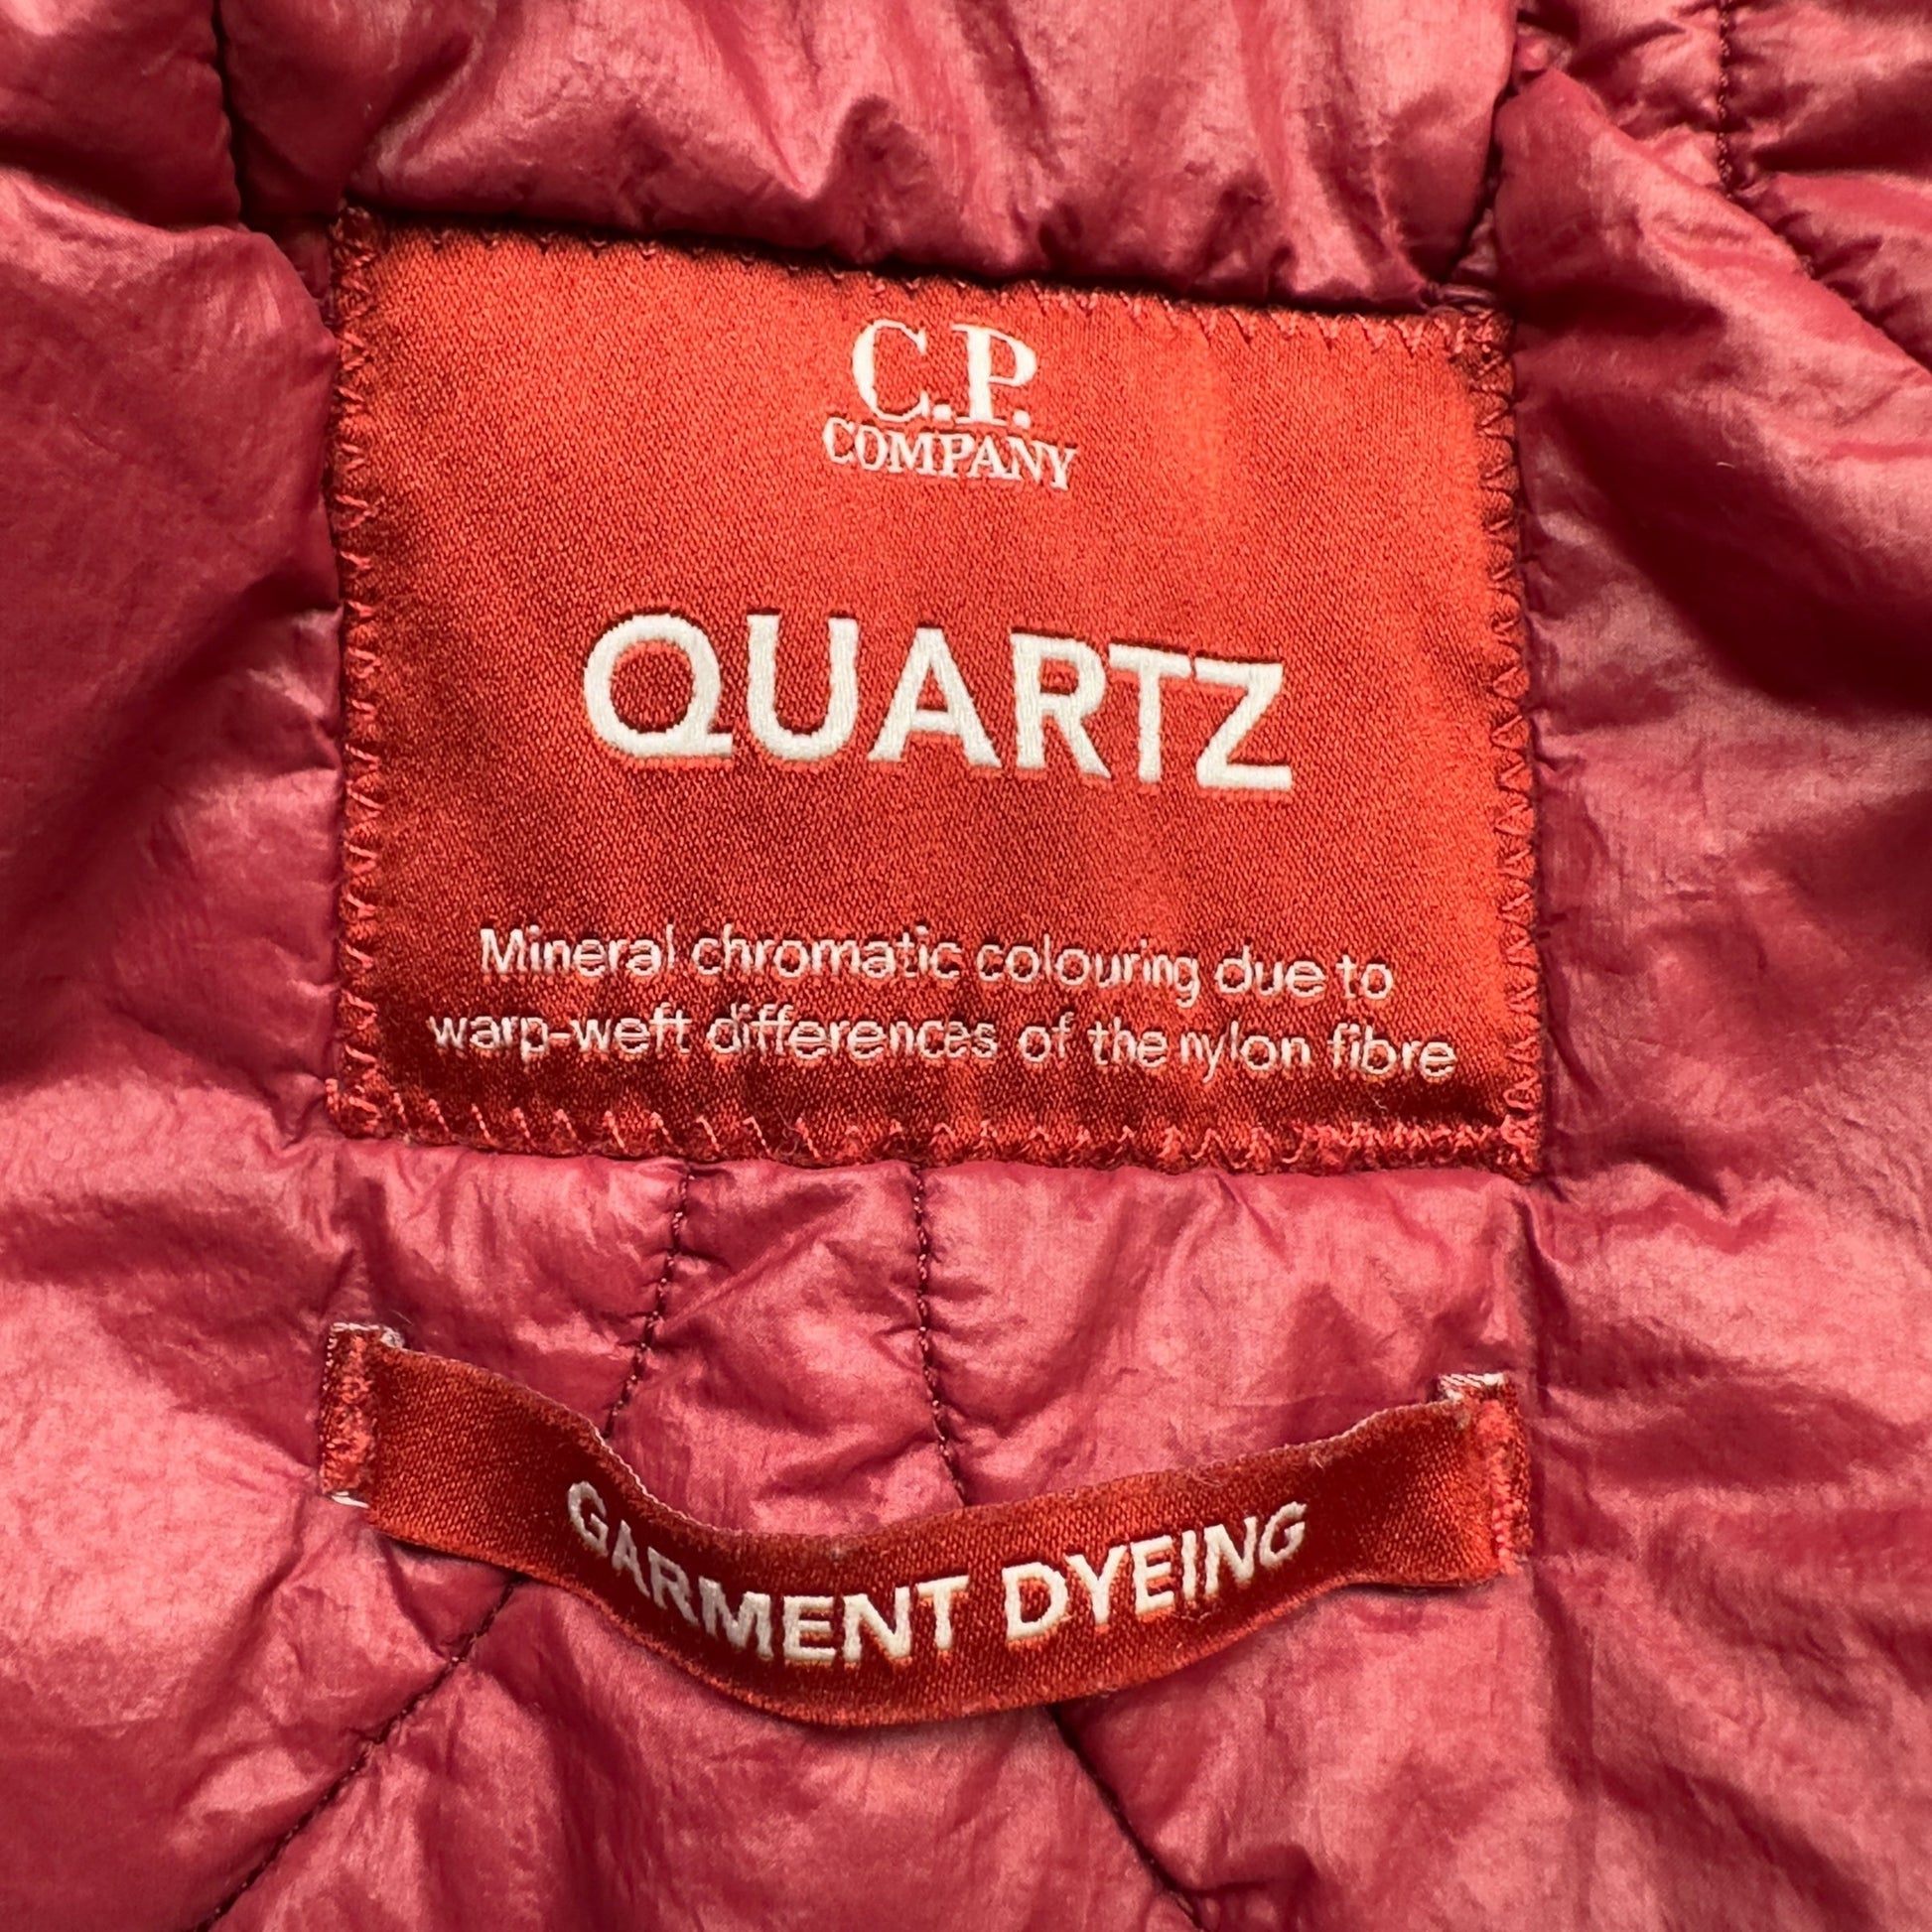 C.P.
COMPANY
QUARTZ
Mineral chromatic colouring due to
warp-weft differences of the nylon fibre
GARMENT DYEING